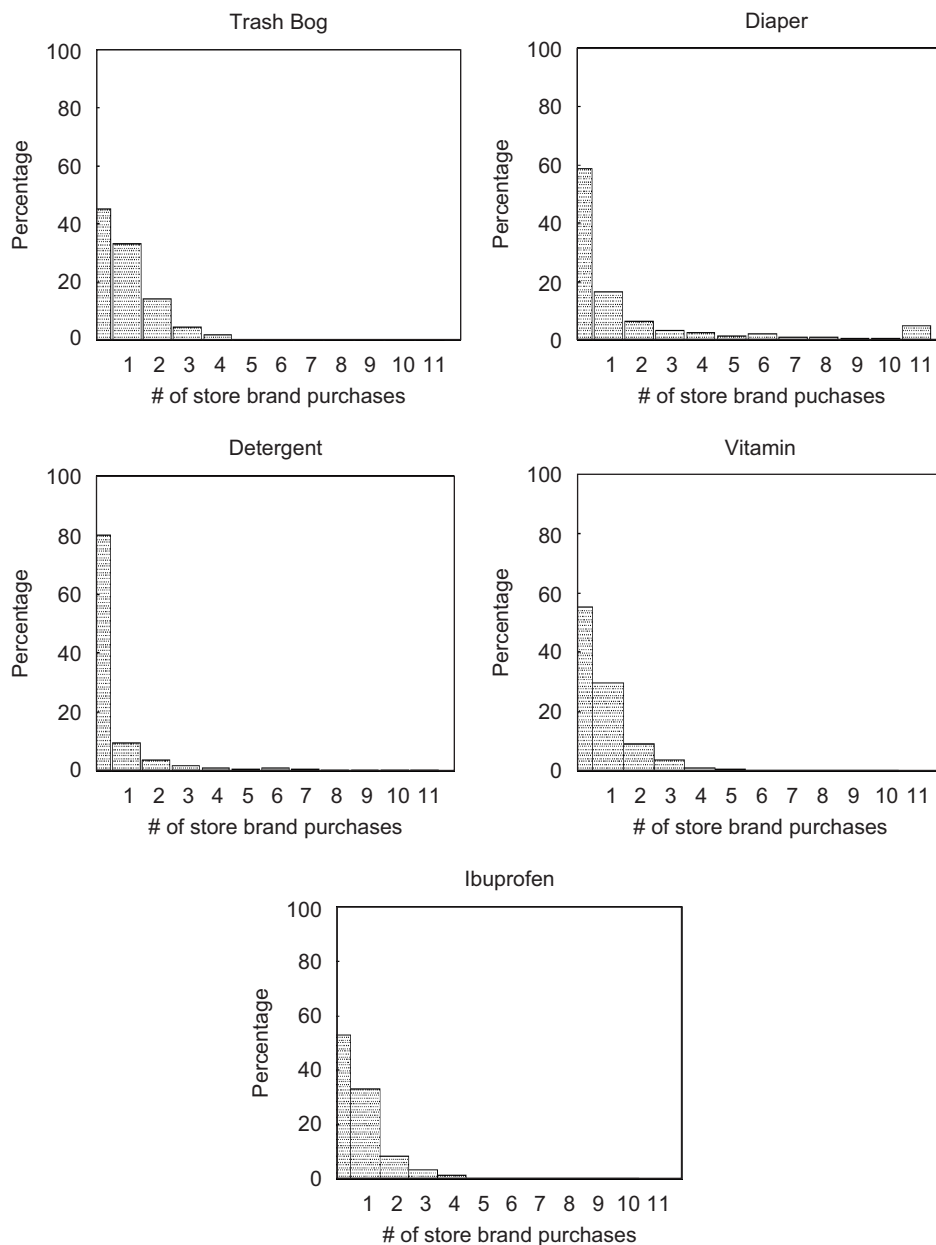 Trash Bog
Percentage
100
80
60
40
20
0
1 2 3 4 5 6 7 8 9 10 11
# of store brand purchases
Diaper
Percentage
100
80
60
40
20
0
1 2 3 4 5 6 7 8 9 10 11
# of store brand puchases
Detergent
Percentage
100
80
60
40
20
0
1 2 3 4 5 6 7 8 9 10 11
# of store brand purchases
Vitamin
Percentage
100
80
60
40
20
0
1 2 3 4 5 6 7 8 9 10 11
# of store brand purchases
Ibuprofen
Percentage
100
80
60
40
20
0
1 2 3 4 5 6 7 8 9 10 11
# of store brand purchases